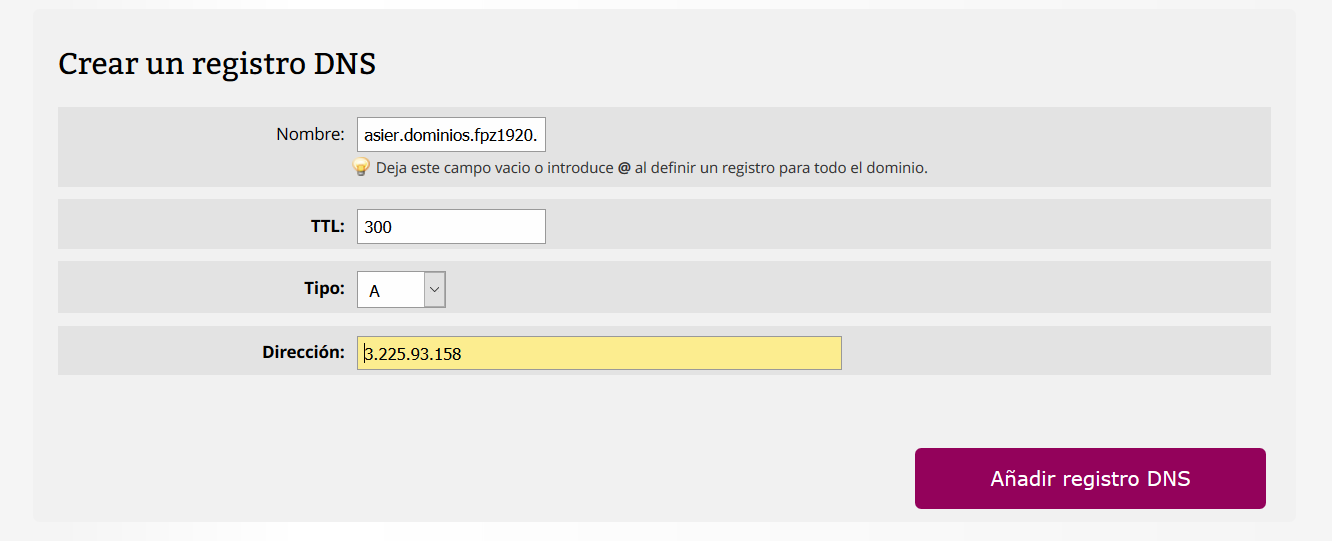 Crear un registro DNS
Nombre: asier.dominios.fpz1920.
Deja este campo vacio o introduce @ al definir un registro para todo el dominio.
TTL: 300
Tipo: A
Dirección: 3.225.93.158
Añadir registro DNS